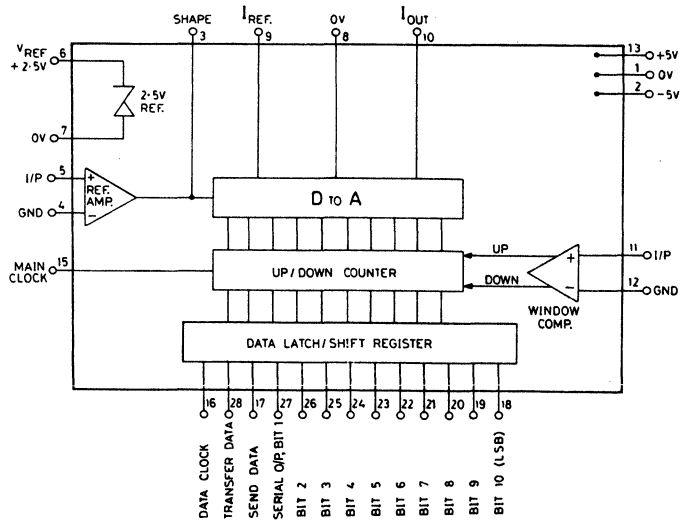 SHAPE
3
I REF.
9
0V
8
I OUT
10
VREF
+ 2·5V
6
2·5V
REF.
0V
7
13
+5V
1
0V
2
-5V
I/P
5
+
REF.
AMP.
GND
4
−
D TO A
MAIN
CLOCK
15
UP/DOWN COUNTER
UP
DOWN
+
−
11
I/P
12
GND
WINDOW
COMP.
DATA LATCH/SHIFT REGISTER
16
28
17
27
26
25
24
23
22
21
20
19
18
DATA CLOCK
TRANSFER DATA
SEND DATA
SERIAL O/P, BIT 1
BIT 2
BIT 3
BIT 4
BIT 5
BIT 6
BIT 7
BIT 8
BIT 9
BIT 10 (LSB)